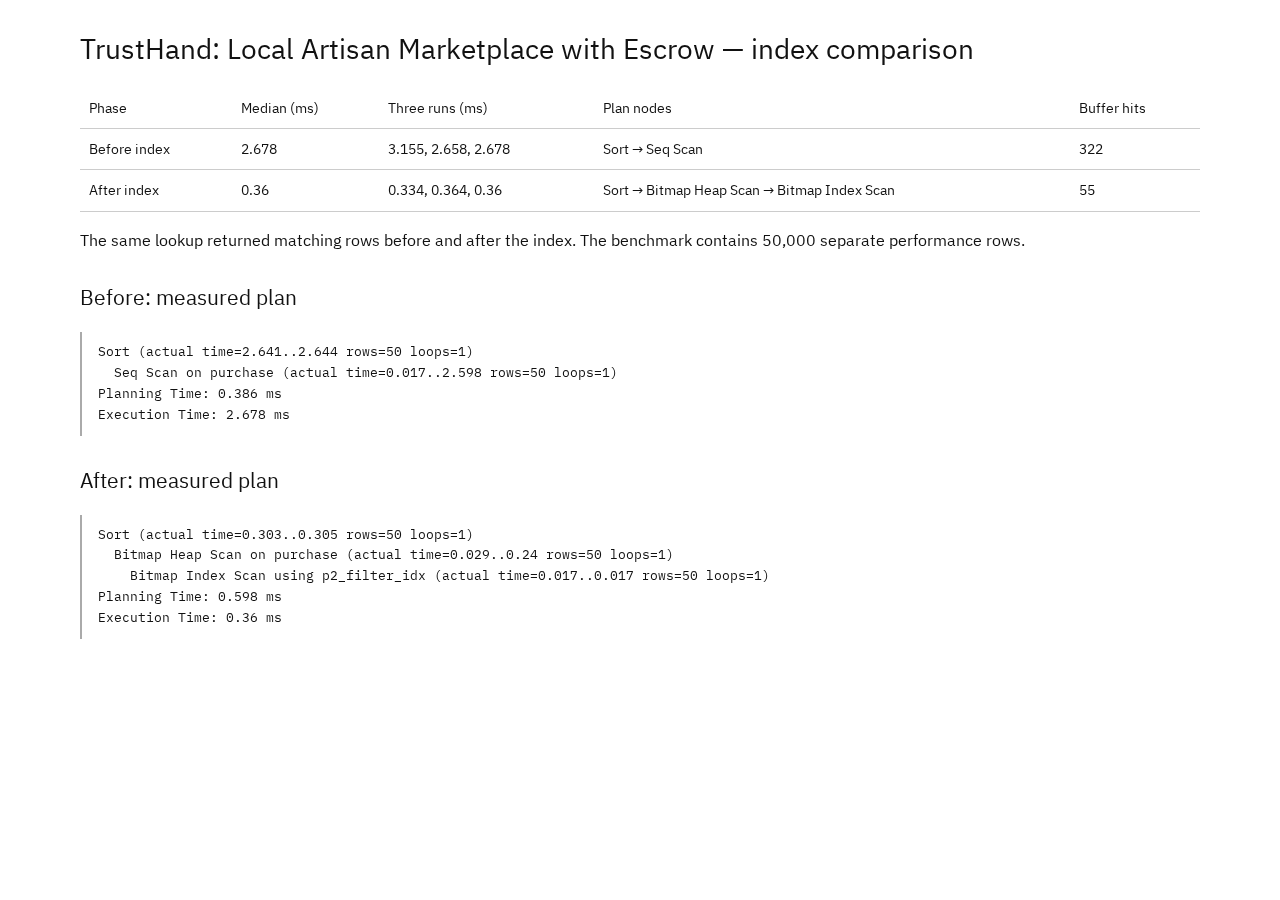 TrustHand: Local Artisan Marketplace with Escrow — index comparison
Phase Median (ms) Three runs (ms) Plan nodes Buffer hits
Before index 2.678 3.155, 2.658, 2.678 Sort → Seq Scan 322
After index 0.36 0.334, 0.364, 0.36 Sort → Bitmap Heap Scan → Bitmap Index Scan 55
The same lookup returned matching rows before and after the index. The benchmark contains 50,000 separate performance rows.
Before: measured plan
Sort (actual time=2.641..2.644 rows=50 loops=1)
  Seq Scan on purchase (actual time=0.017..2.598 rows=50 loops=1)
Planning Time: 0.386 ms
Execution Time: 2.678 ms
After: measured plan
Sort (actual time=0.303..0.305 rows=50 loops=1)
  Bitmap Heap Scan on purchase (actual time=0.029..0.24 rows=50 loops=1)
    Bitmap Index Scan using p2_filter_idx (actual time=0.017..0.017 rows=50 loops=1)
Planning Time: 0.598 ms
Execution Time: 0.36 ms